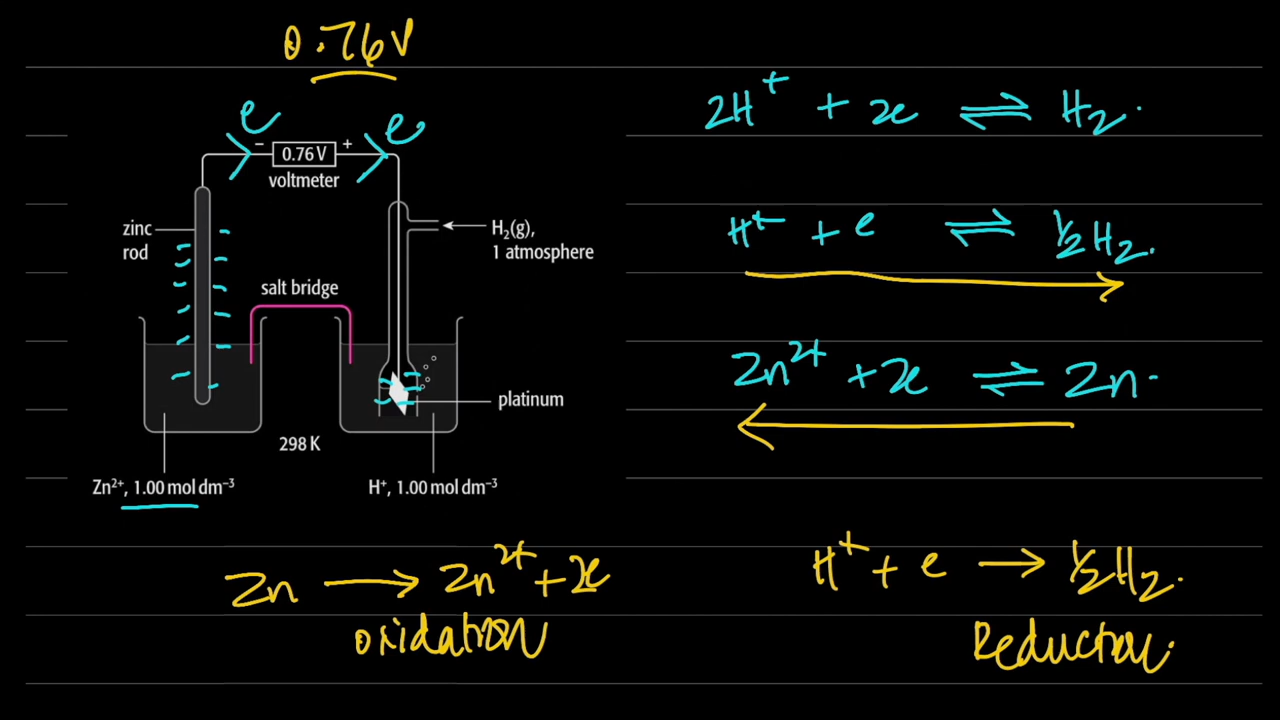 0.76V
e e
− 0.76 V +
voltmeter
zinc
rod
H₂(g),
1 atmosphere
salt bridge
platinum
298 K
Zn²⁺, 1.00 mol dm⁻³
H⁺, 1.00 mol dm⁻³
2H⁺ + 2e ⇌ H₂.
H⁺ + e ⇌ ½H₂.
Zn²⁺ + 2e ⇌ Zn.
Zn → Zn²⁺ + 2e
oxidation
H⁺ + e → ½H₂.
Reduction.